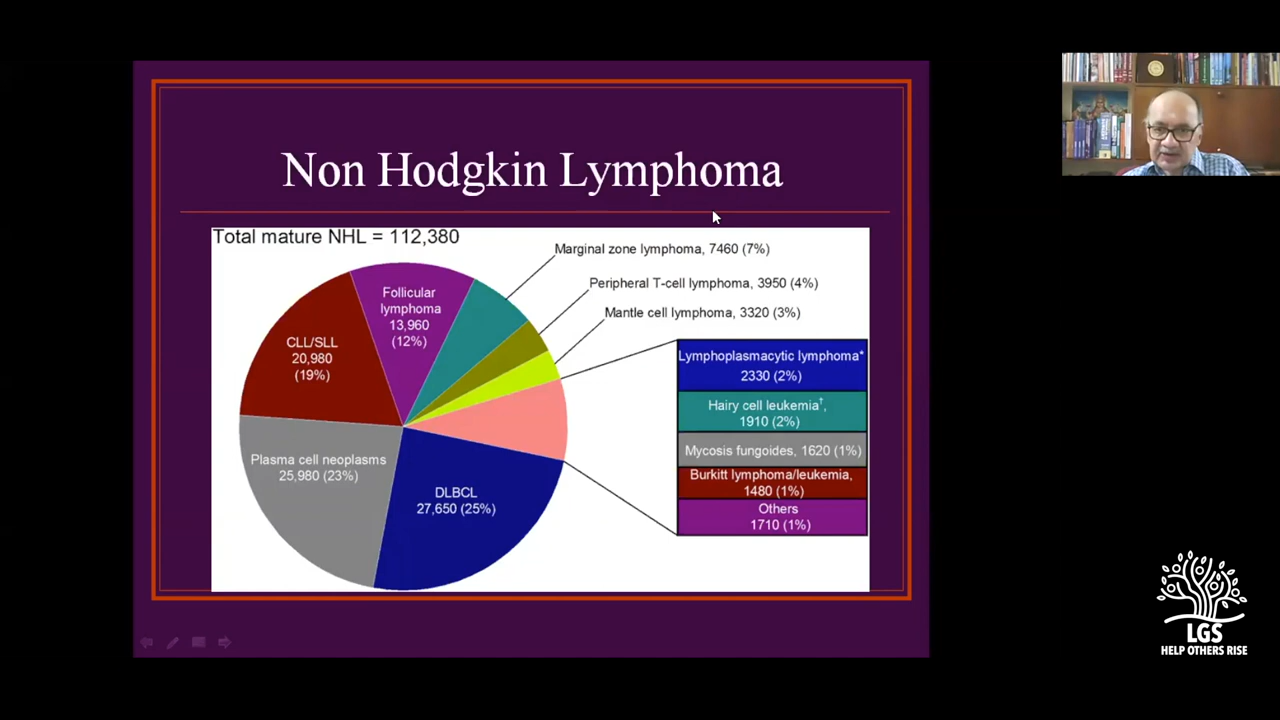 Non Hodgkin Lymphoma
Total mature NHL = 112,380
Marginal zone lymphoma, 7460 (7%)
Peripheral T-cell lymphoma, 3950 (4%)
Mantle cell lymphoma, 3320 (3%)
Follicular
lymphoma
13,960
(12%)
CLL/SLL
20,980
(19%)
Plasma cell neoplasms
25,980 (23%)
DLBCL
27,650 (25%)
Lymphoplasmacytic lymphoma*
2330 (2%)
Hairy cell leukemia†,
1910 (2%)
Mycosis fungoides, 1620 (1%)
Burkitt lymphoma/leukemia,
1480 (1%)
Others
1710 (1%)
LGS
HELP OTHERS RISE